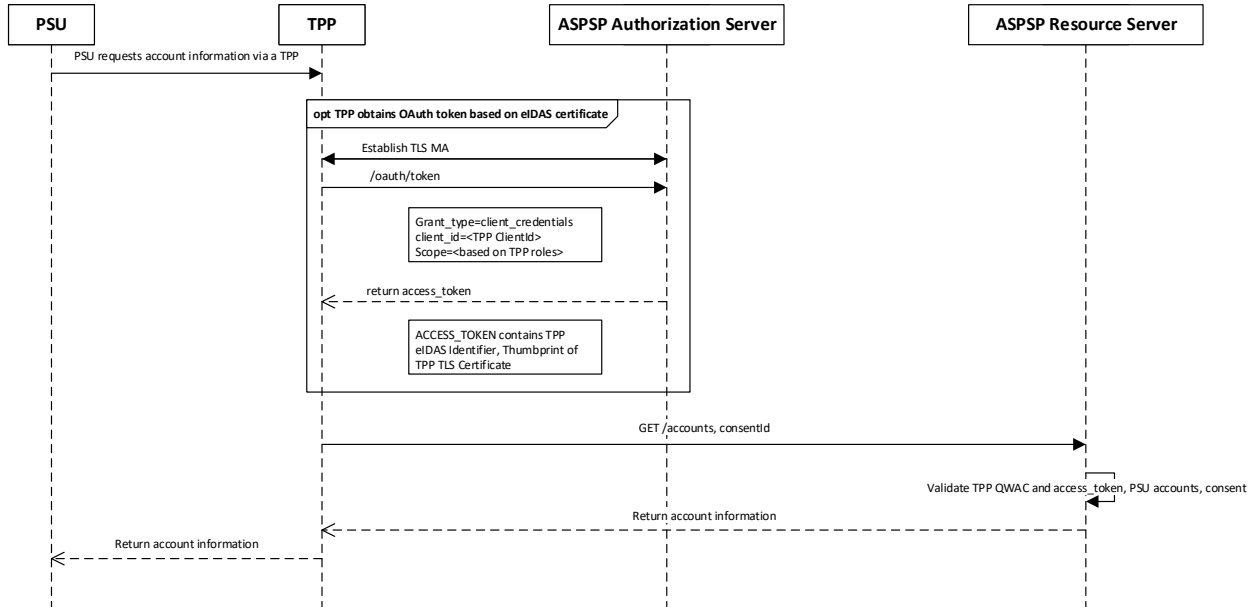 PSU
TPP
ASPSP Authorization Server
ASPSP Resource Server
PSU requests account information via a TPP
opt TPP obtains OAuth token based on eIDAS certificate
Establish TLS MA
/oauth/token
Grant_type=client_credentials
client_id=<TPP ClientId>
Scope=<based on TPP roles>
return access_token
ACCESS_TOKEN contains TPP
eIDAS Identifier, Thumbprint of
TPP TLS Certificate
GET /accounts, consentId
Validate TPP QWAC and access_token, PSU accounts, consent
Return account information
Return account information